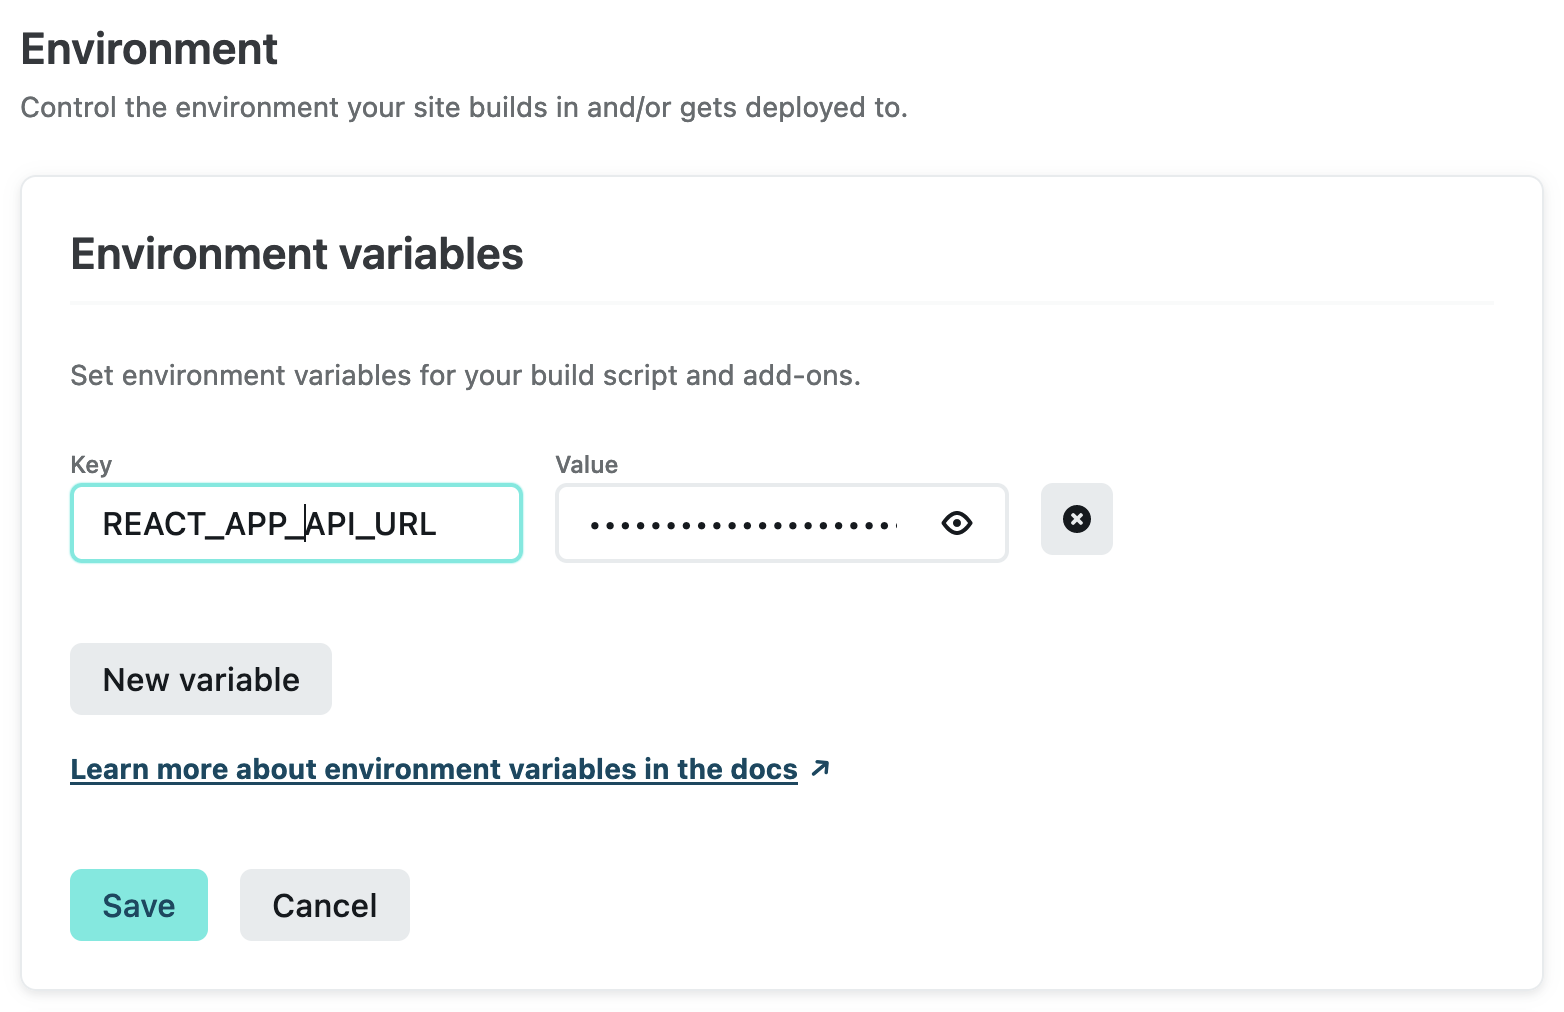 Environment
Control the environment your site builds in and/or gets deployed to.
Environment variables
Set environment variables for your build script and add-ons.
Key
Value
REACT_APP_API_URL
New variable
Learn more about environment variables in the docs
Save
Cancel